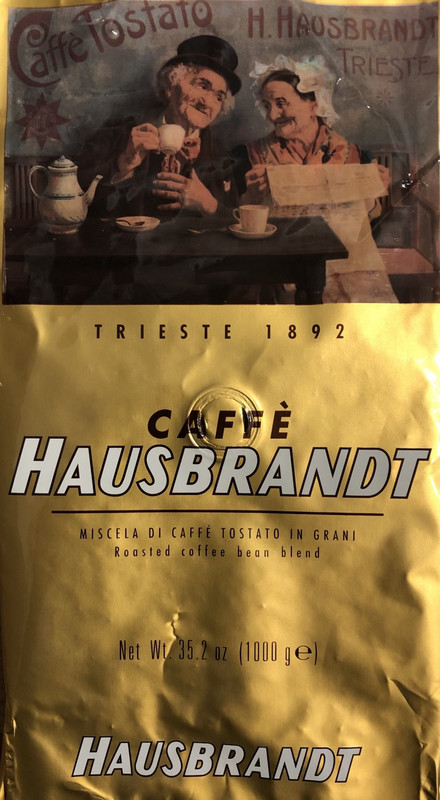 Caffè Tostato
H. HAUSBRANDT
TRIESTE
TRIESTE 1892
CAFFÈ
HAUSBRANDT
MISCELA DI CAFFÈ TOSTATO IN GRANI
Roasted coffee bean blend
Net Wt. 35.2 oz (1000 g ℮)
HAUSBRANDT